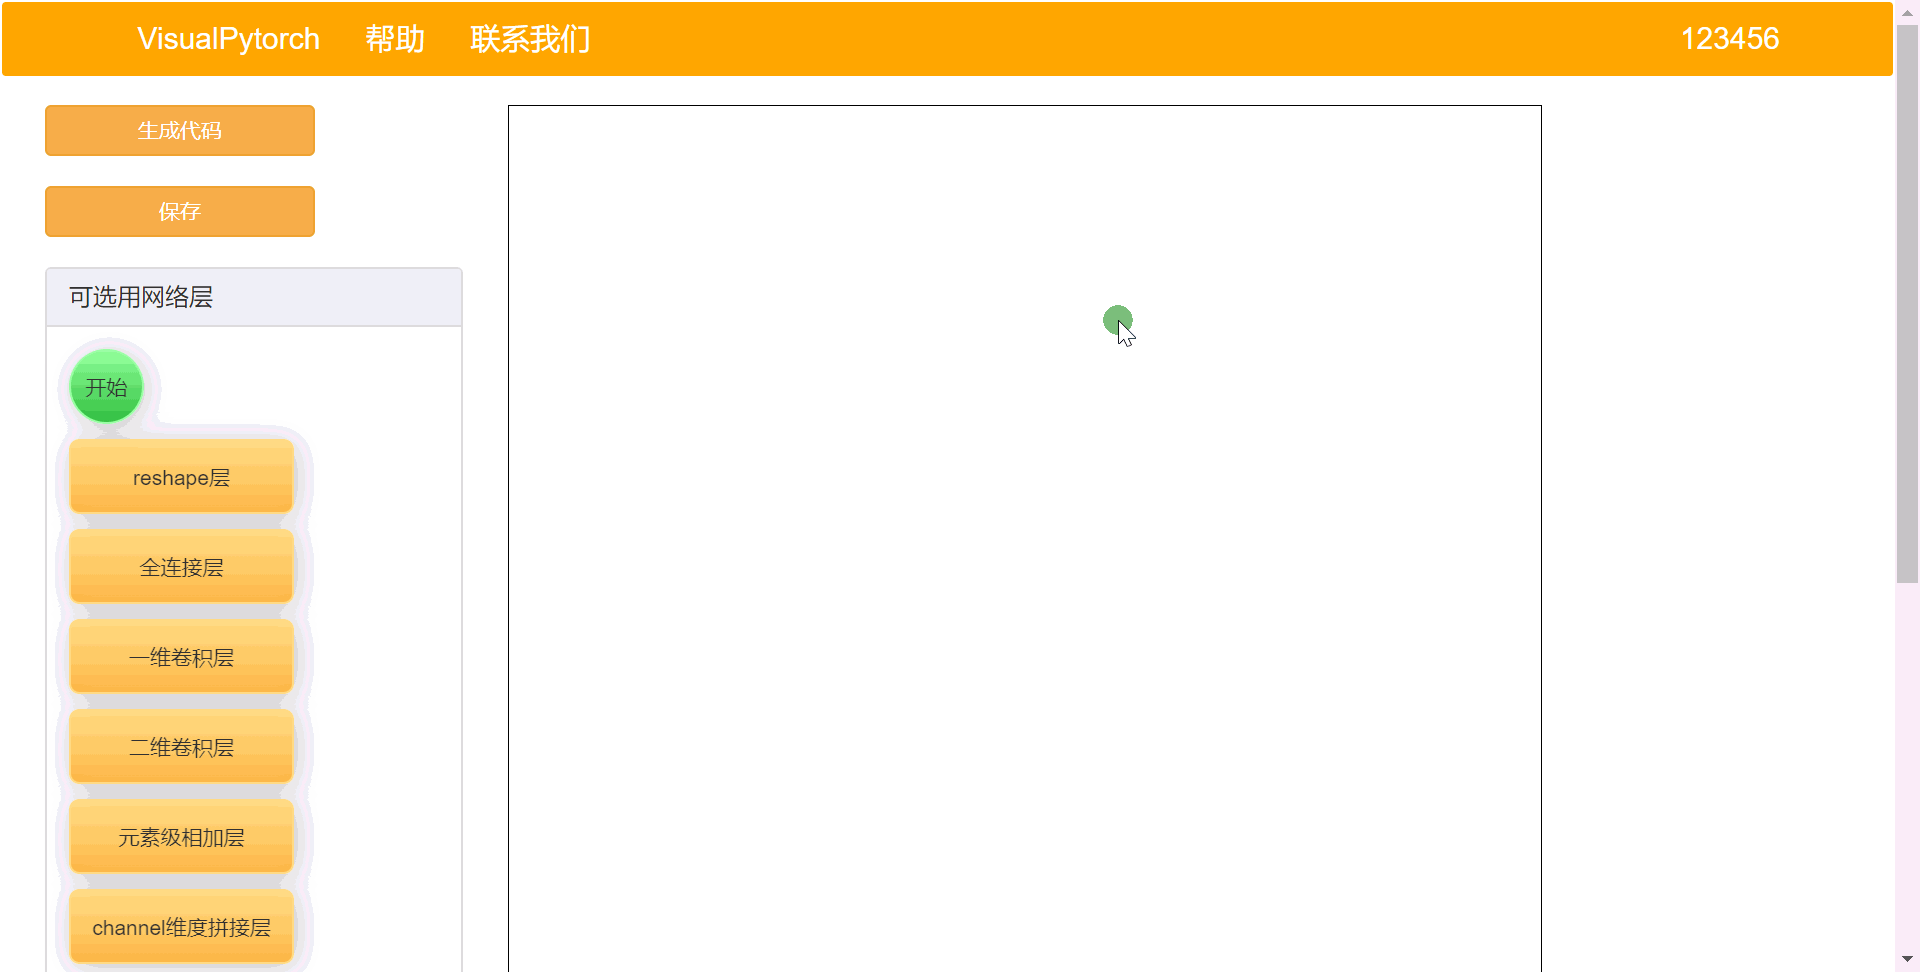 VisualPytorch 帮助 联系我们 123456
生成代码
保存
可选用网络层
开始
reshape层
全连接层
一维卷积层
二维卷积层
元素级相加层
channel维度拼接层